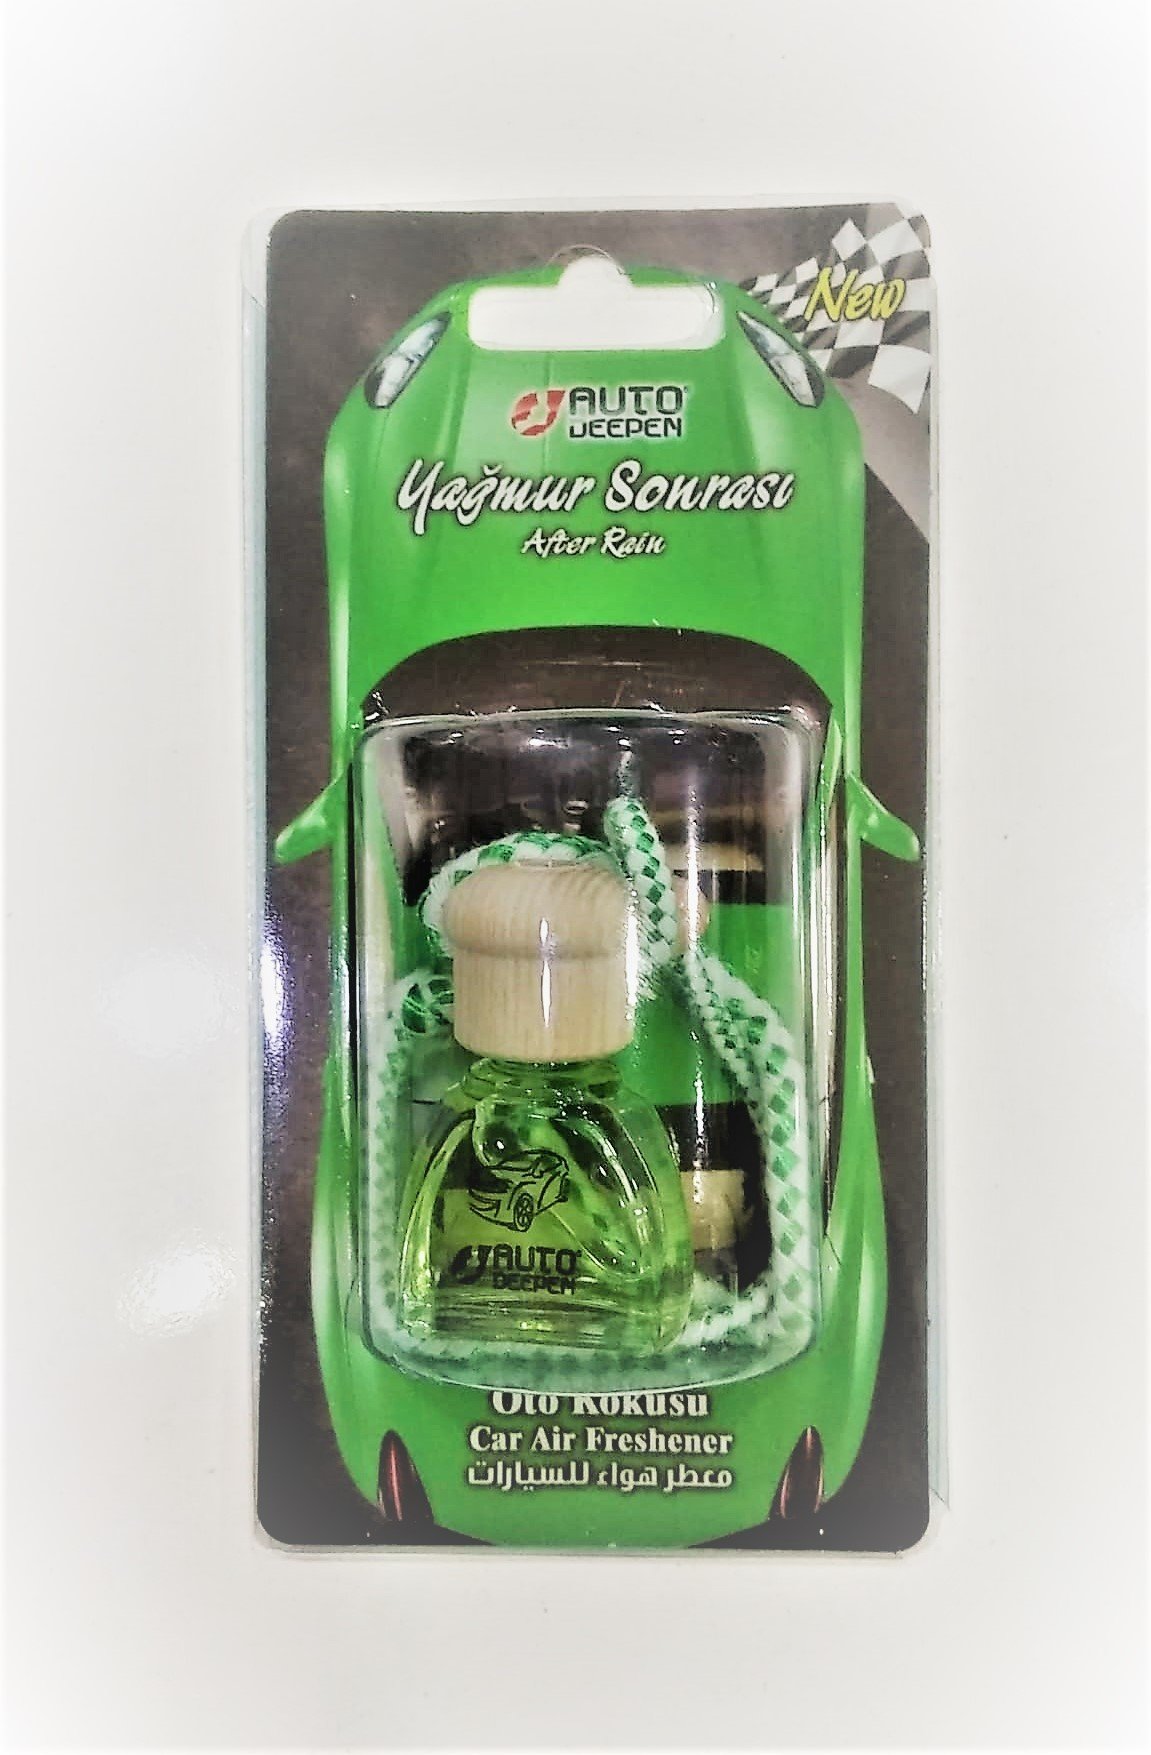 New
AUTO
DEEPEN
Yağmur Sonrası
After Rain
AUTO
DEEPEN
Oto Kokusu
Car Air Freshener
معطر هواء للسيارات